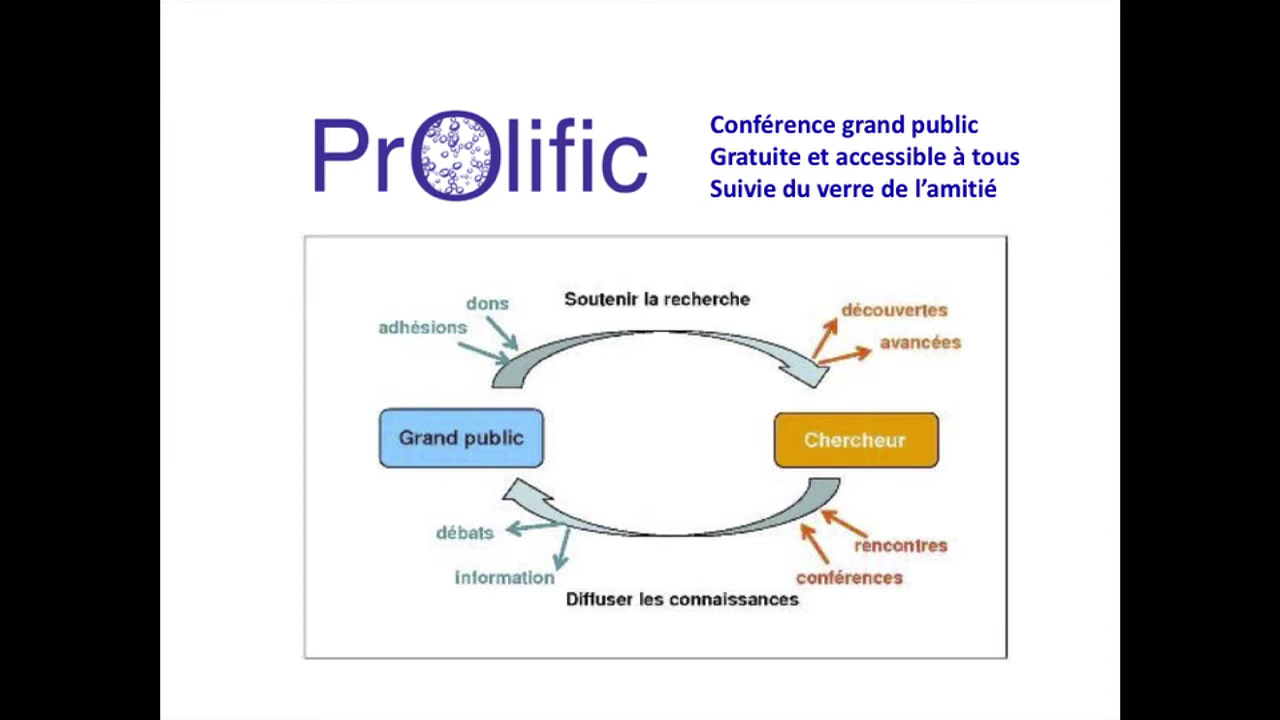 PrOlific
Conférence grand public
Gratuite et accessible à tous
Suivie du verre de l’amitié
dons
Soutenir la recherche
découvertes
adhésions
avancées
Grand public
Chercheur
débats
rencontres
information
conférences
Diffuser les connaissances